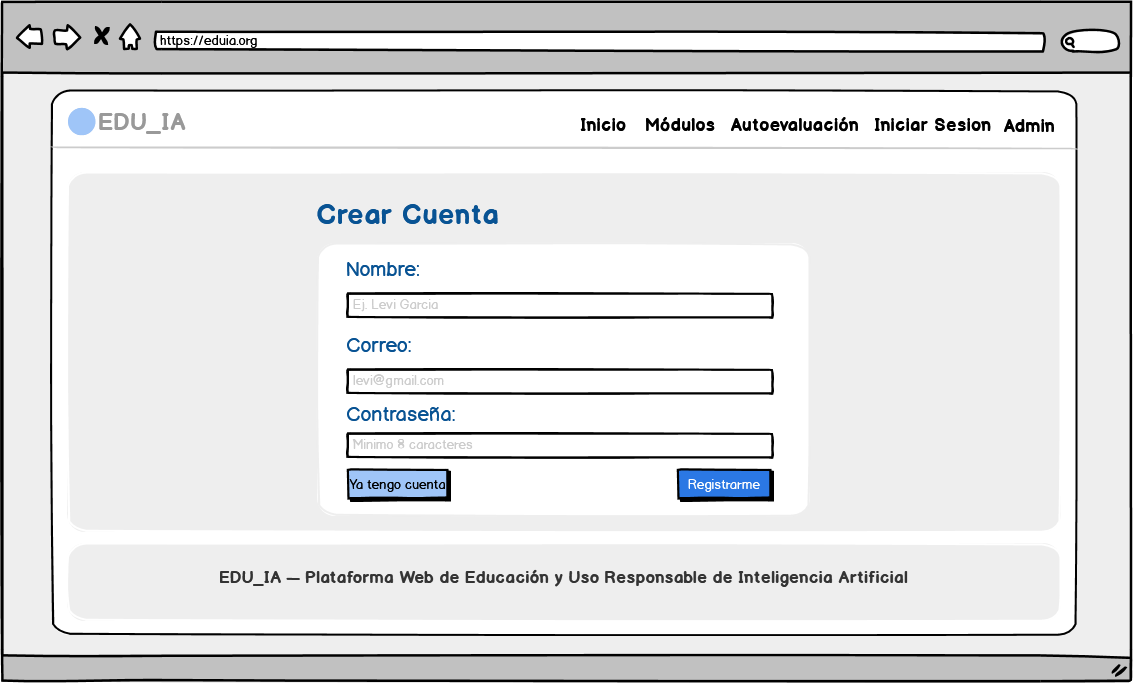 https://eduia.org
EDU_IA
Inicio Módulos Autoevaluación Iniciar Sesion Admin
Crear Cuenta
Nombre:
Ej. Levi Garcia
Correo:
levi@gmail.com
Contraseña:
Minimo 8 caracteres
Ya tengo cuenta Registrarme
EDU_IA — Plataforma Web de Educación y Uso Responsable de Inteligencia Artificial